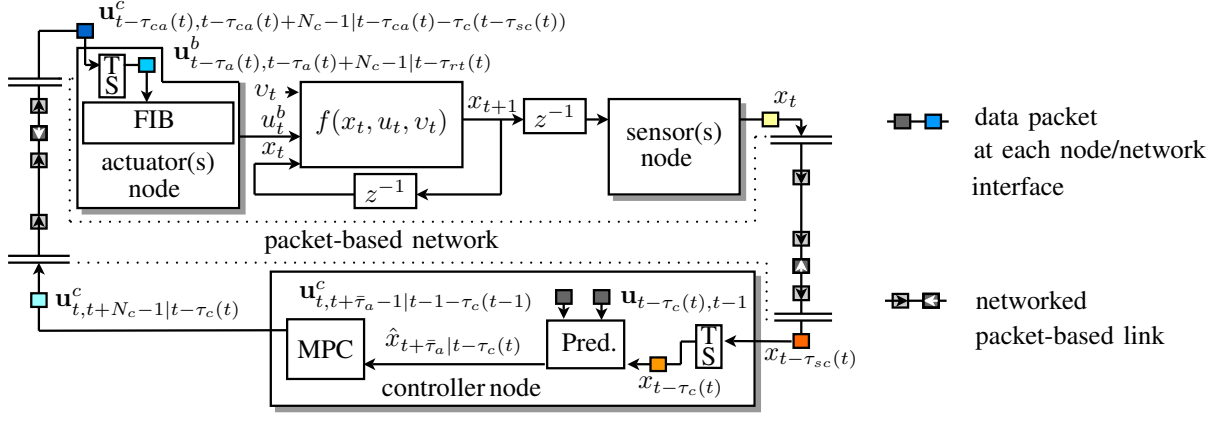 𝐮^c_{t−τ_{ca}(t),t−τ_{ca}(t)+N_c−1|t−τ_{ca}(t)−τ_c(t−τ_{sc}(t))}
𝐮^b_{t−τ_a(t),t−τ_a(t)+N_c−1|t−τ_{rt}(t)}
TS
FIB
actuator(s)
node
υ_t
u^b_t
x_t
f(x_t, u_t, υ_t)
x_{t+1}
z^{−1}
z^{−1}
sensor(s)
node
x_t
data packet
at each node/network
interface
packet-based network
𝐮^c_{t,t+N_c−1|t−τ_c(t)}
𝐮^c_{t,t+τ̄_a−1|t−1−τ_c(t−1)}
𝐮_{t−τ_c(t),t−1}
MPC
x̂_{t+τ̄_a|t−τ_c(t)}
Pred.
TS
x_{t−τ_c(t)}
x_{t−τ_{sc}(t)}
controller node
networked
packet-based link